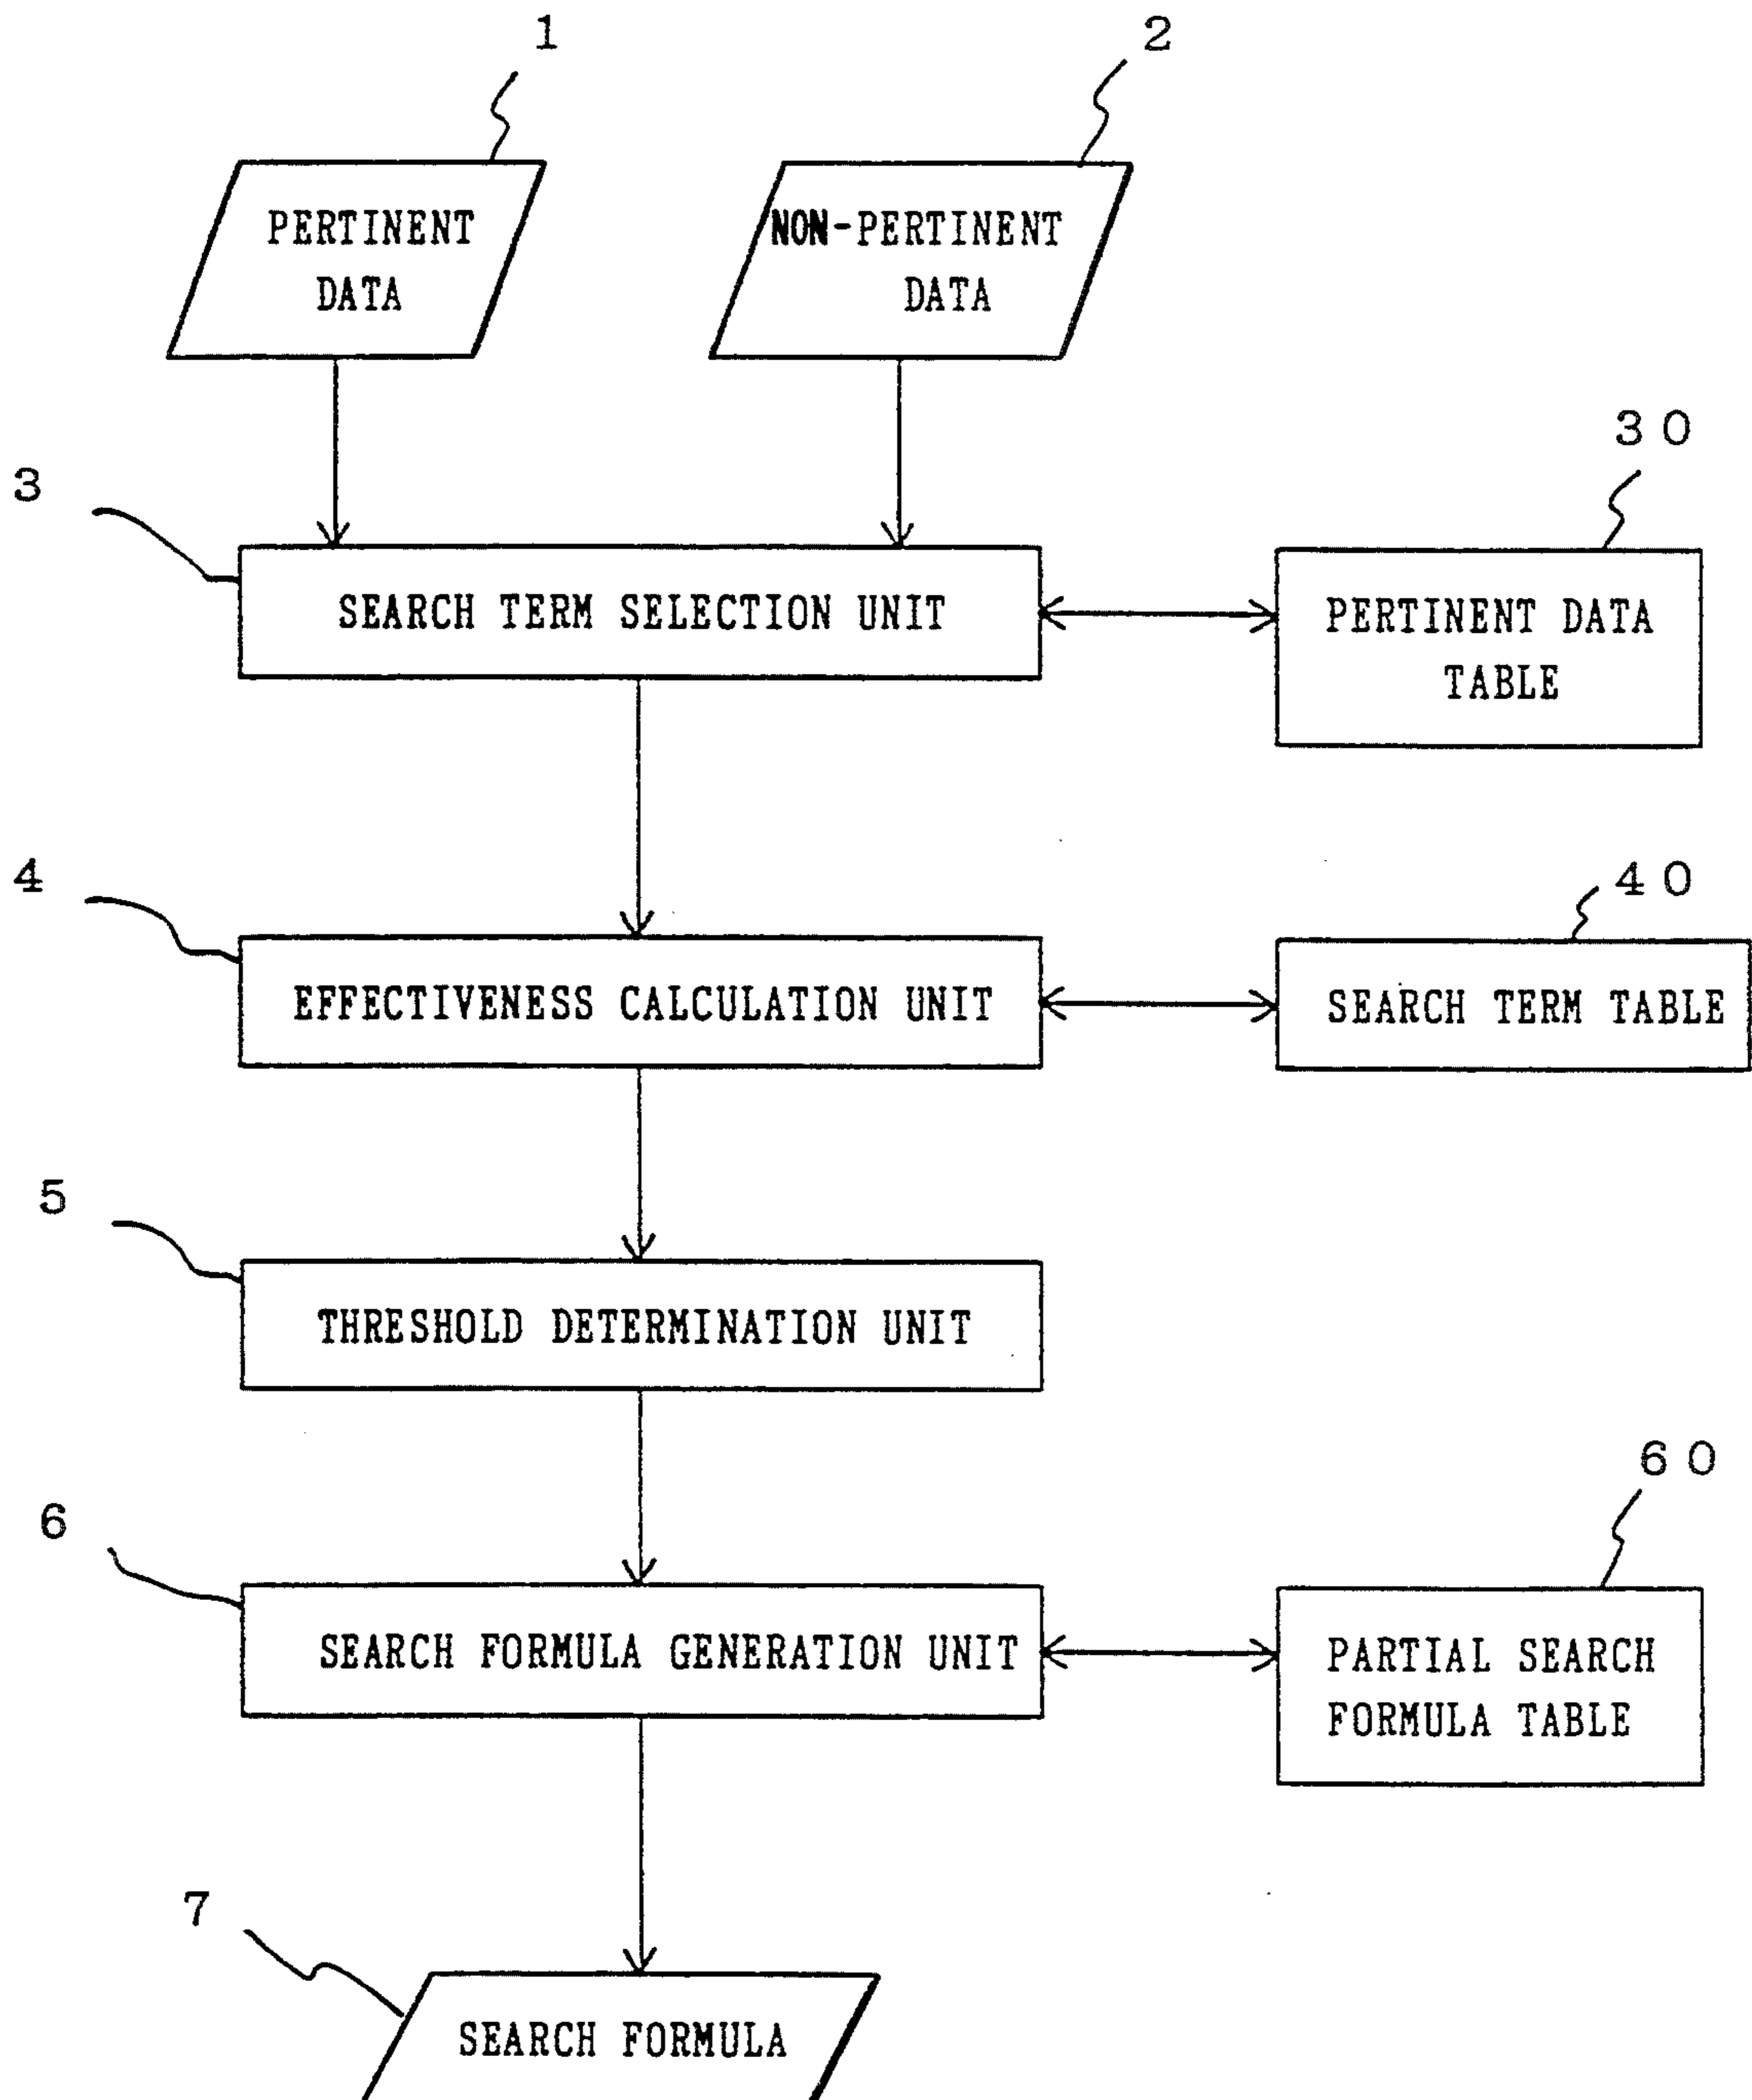 1
2
PERTINENT
DATA
NON-PERTINENT
DATA
30
3
SEARCH TERM SELECTION UNIT
PERTINENT DATA
TABLE
4
40
EFFECTIVENESS CALCULATION UNIT
SEARCH TERM TABLE
5
THRESHOLD DETERMINATION UNIT
60
6
SEARCH FORMULA GENERATION UNIT
PARTIAL SEARCH
FORMULA TABLE
7
SEARCH FORMULA